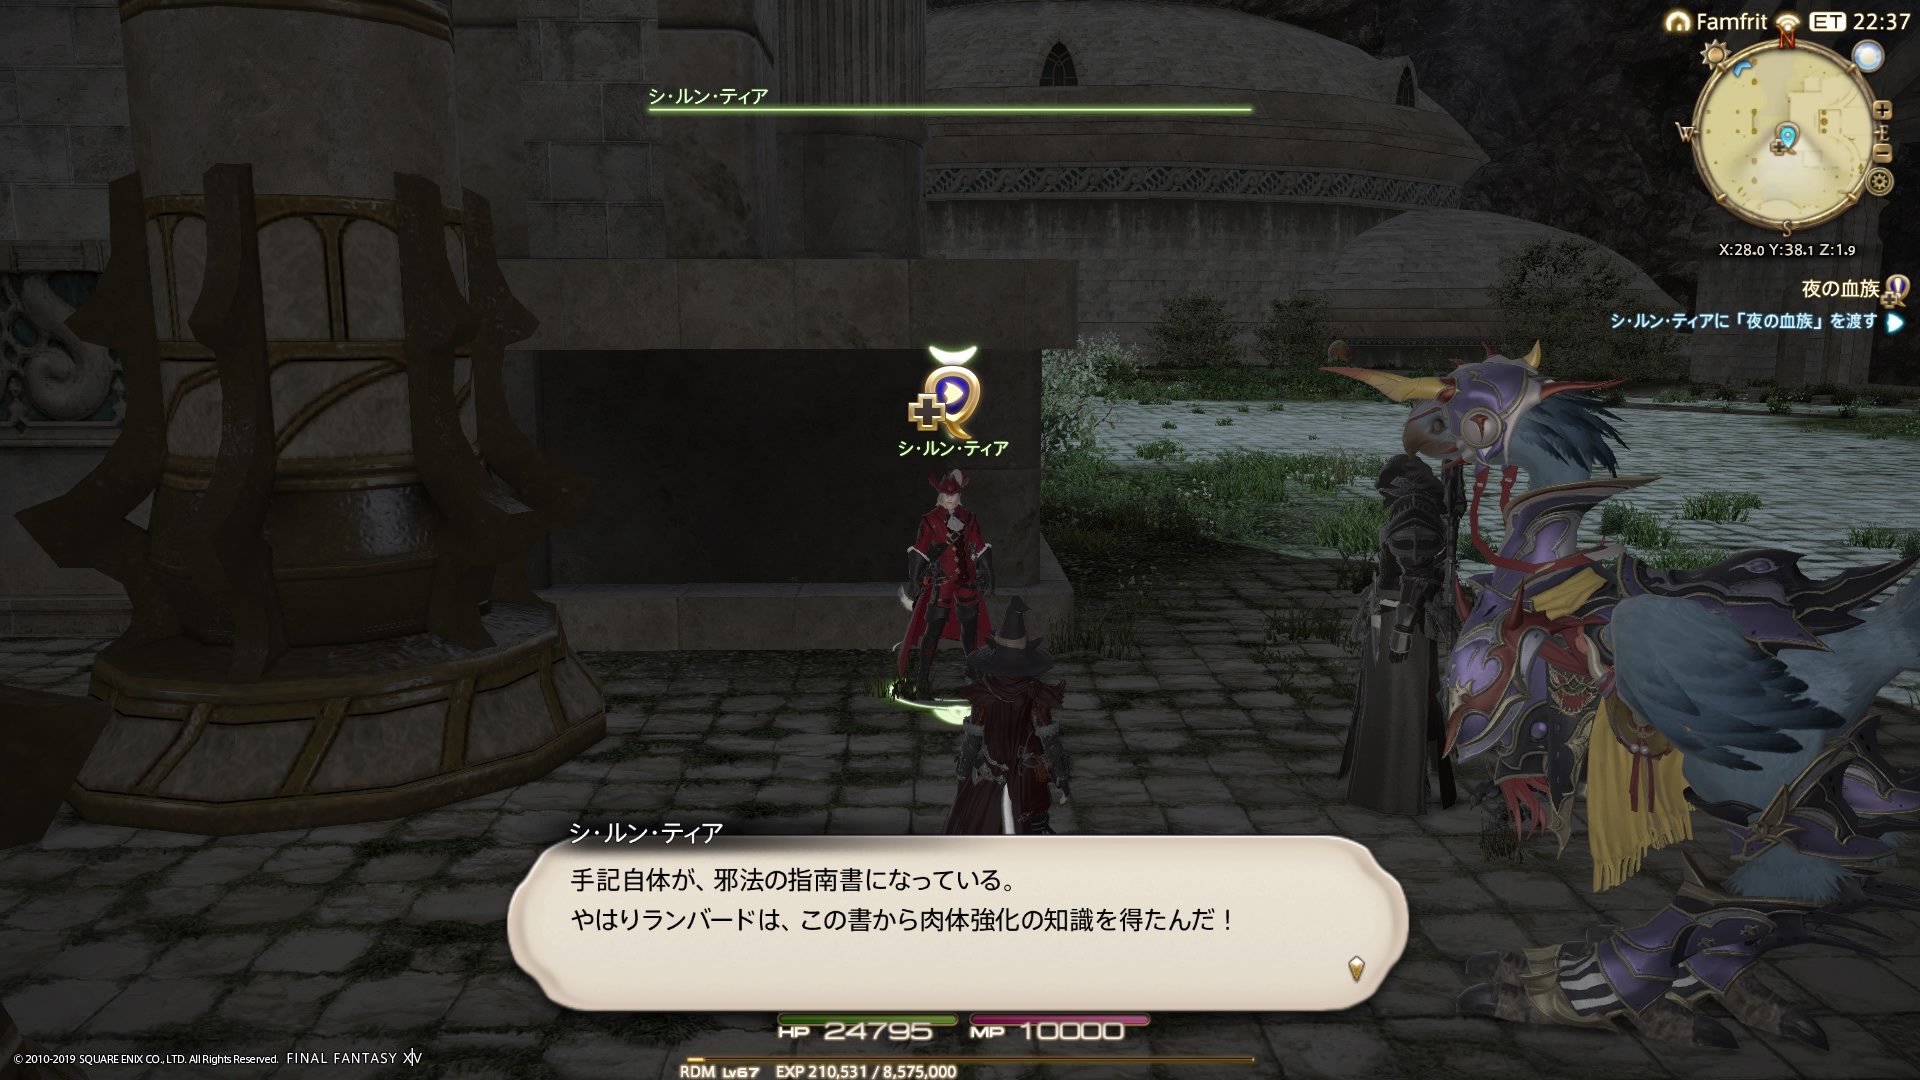 Famfrit ET 22:37
シ・ルン・ティア
N
W
E
S
X:28.0 Y:38.1 Z:1.9
夜の血族
シ・ルン・ティアに「夜の血族」を渡す
シ・ルン・ティア
シ・ルン・ティア
手記自体が、邪法の指南書になっている。
やはりランバードは、この書から肉体強化の知識を得たんだ！
HP 24795 MP 10000
© 2010-2019 SQUARE ENIX CO., LTD. All Rights Reserved. FINAL FANTASY XIV
RDM Lv67 EXP 210,531 / 8,575,000